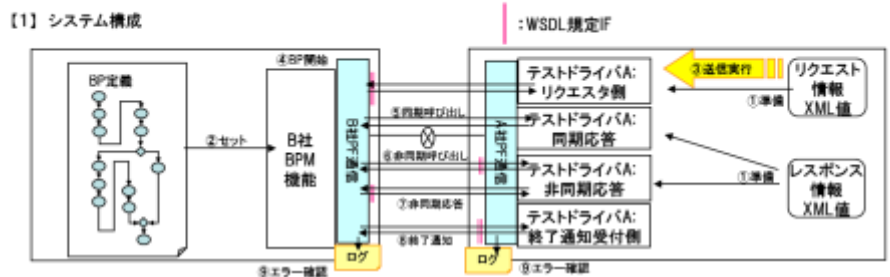 【1】 システム構成
:WSDL規定IF
④BP開始
BP定義
②セット
B社
BPM
機能
B社PF通信
⑤同期呼び出し
⑥非同期呼び出し
⑦非同期応答
⑧終了通知
A社PF通信
テストドライバA:
リクエスタ側
テストドライバA:
同期応答
テストドライバA:
非同期応答
テストドライバA:
終了通知受付側
③送信実行
①準備
リクエスト
情報
XML値
①準備
レスポンス
情報
XML値
ログ
ログ
⑨エラー確認
⑨エラー確認